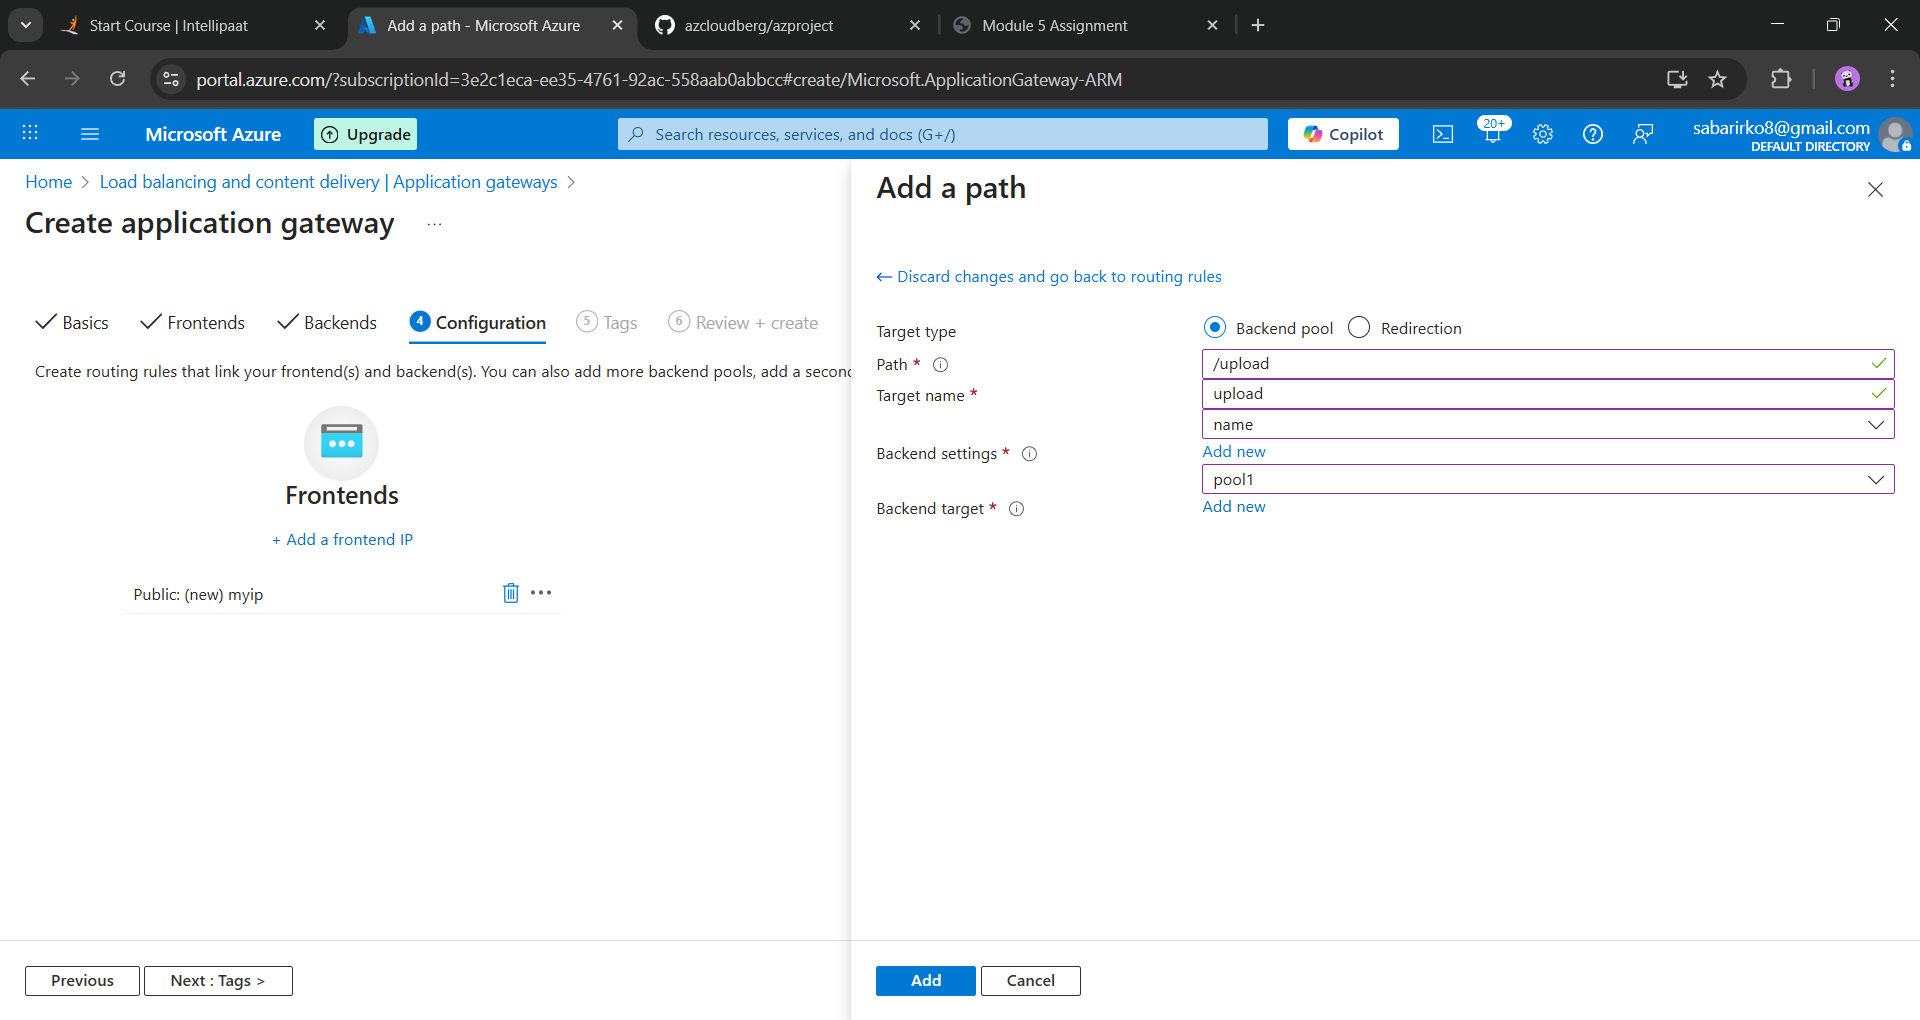 Start Course | Intellipaat
Add a path - Microsoft Azure
azcloudberg/azproject
Module 5 Assignment
portal.azure.com/?subscriptionId=3e2c1eca-ee35-4761-92ac-558aab0abbcc#create/Microsoft.ApplicationGateway-ARM
Microsoft Azure
Upgrade
Search resources, services, and docs (G+/)
Copilot
20+
sabarirko8@gmail.com
DEFAULT DIRECTORY
Home > Load balancing and content delivery | Application gateways >
Create application gateway ...
Basics
Frontends
Backends
4 Configuration
5 Tags
6 Review + create
Create routing rules that link your frontend(s) and backend(s). You can also add more backend pools, add a secon
Frontends
+ Add a frontend IP
Public: (new) myip
Previous
Next : Tags >
Add a path
← Discard changes and go back to routing rules
Target type
Backend pool
Redirection
Path *
/upload
Target name *
upload
name
Backend settings *
Add new
pool1
Backend target *
Add new
Add
Cancel